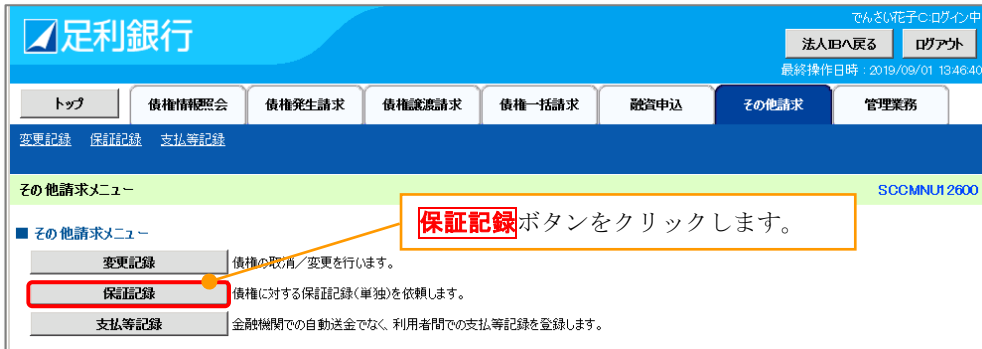 足利銀行
でんさい花子C:ログイン中
法人IBへ戻る ログアウト
最終操作日時：2019/09/01 13:46:40
トップ 債権情報照会 債権発生請求 債権譲渡請求 債権一括請求 融資申込 その他請求 管理業務
変更記録 保証記録 支払等記録
その他請求メニュー SCCMNU12600
保証記録ボタンをクリックします。
■ その他請求メニュー
変更記録 債権の取消／変更を行います。
保証記録 債権に対する保証記録(単独)を依頼します。
支払等記録 金融機関での自動送金でなく、利用者間での支払等記録を登録します。